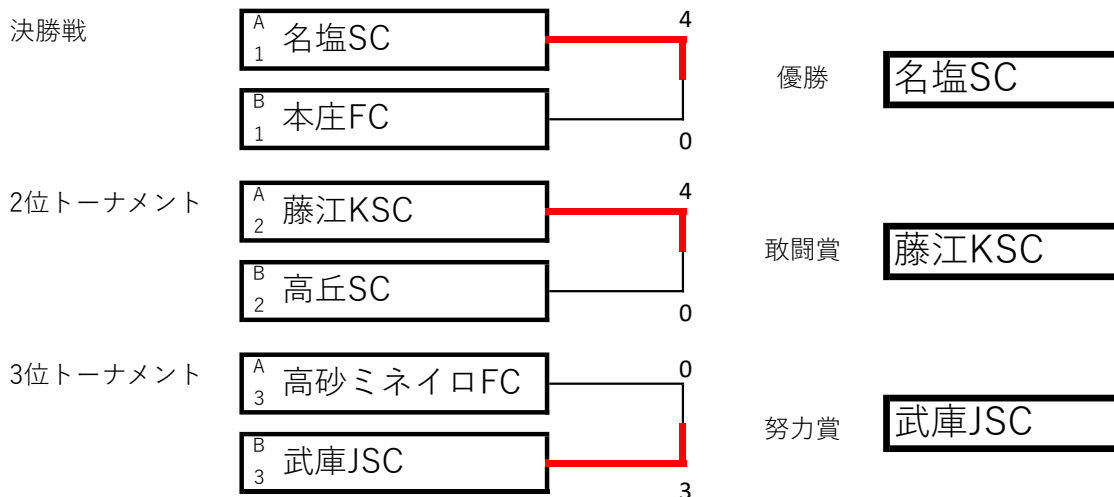 決勝戦
A
1
名塩SC
4
B
1
本庄FC
0
優勝
名塩SC
2位トーナメント
A
2
藤江KSC
4
B
2
高丘SC
0
敢闘賞
藤江KSC
3位トーナメント
A
3
高砂ミネイロFC
0
B
3
武庫JSC
3
努力賞
武庫JSC